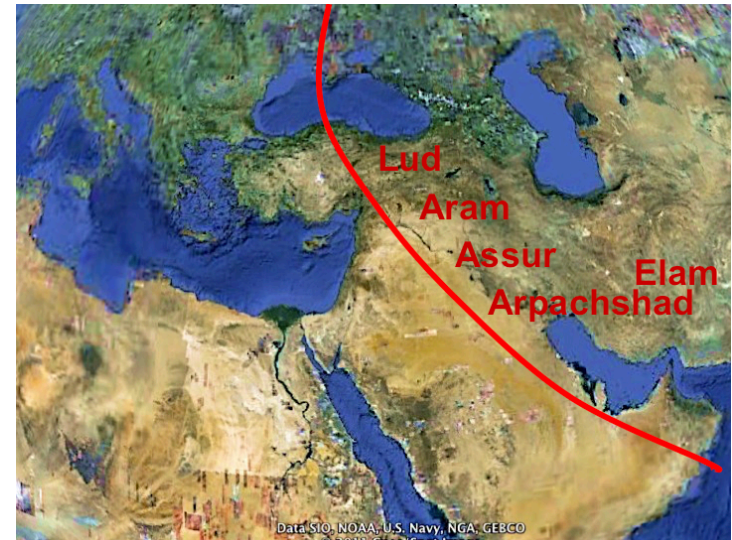 Lud
Aram
Assur
Elam
Arpachshad
Data SIO, NOAA, U.S. Navy, NGA, GEBCO